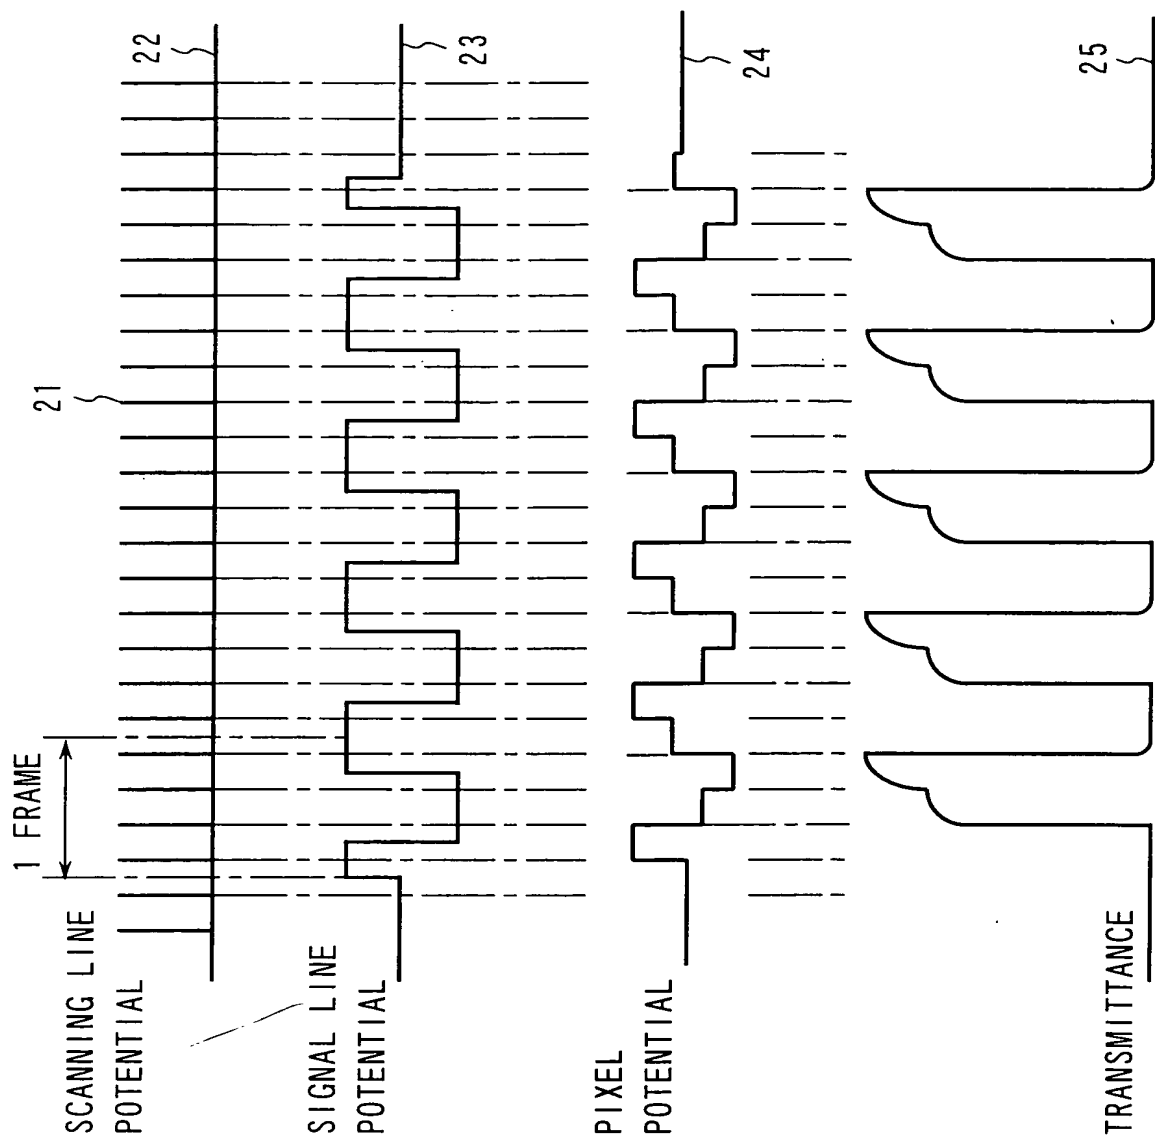 1 FRAME
SCANNING LINE
POTENTIAL
21
22
SIGNAL LINE
POTENTIAL
23
PIXEL
POTENTIAL
24
TRANSMITTANCE
25